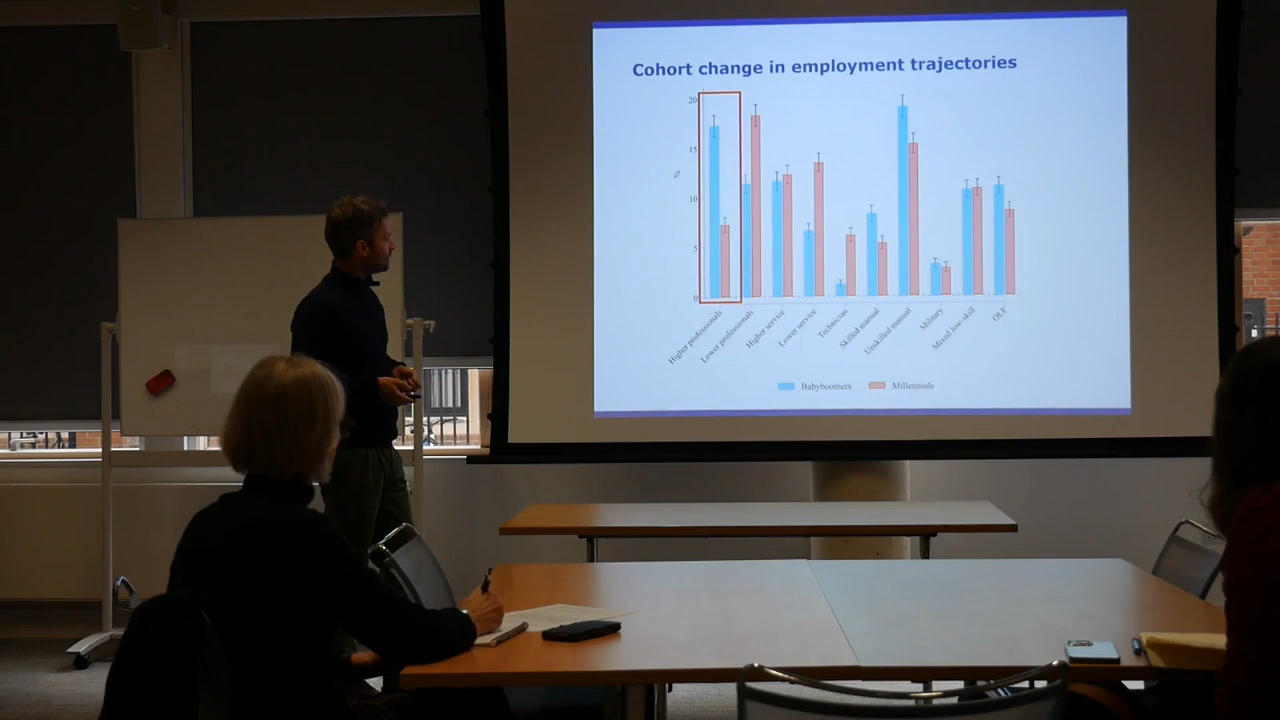 Cohort change in employment trajectories
20
15
%
10
5
0
Higher professionals
Lower professionals
Higher service
Lower service
Technician
Skilled manual
Unskilled manual
Military
Mixed low-skill
OLF
Babyboomers
Millennials